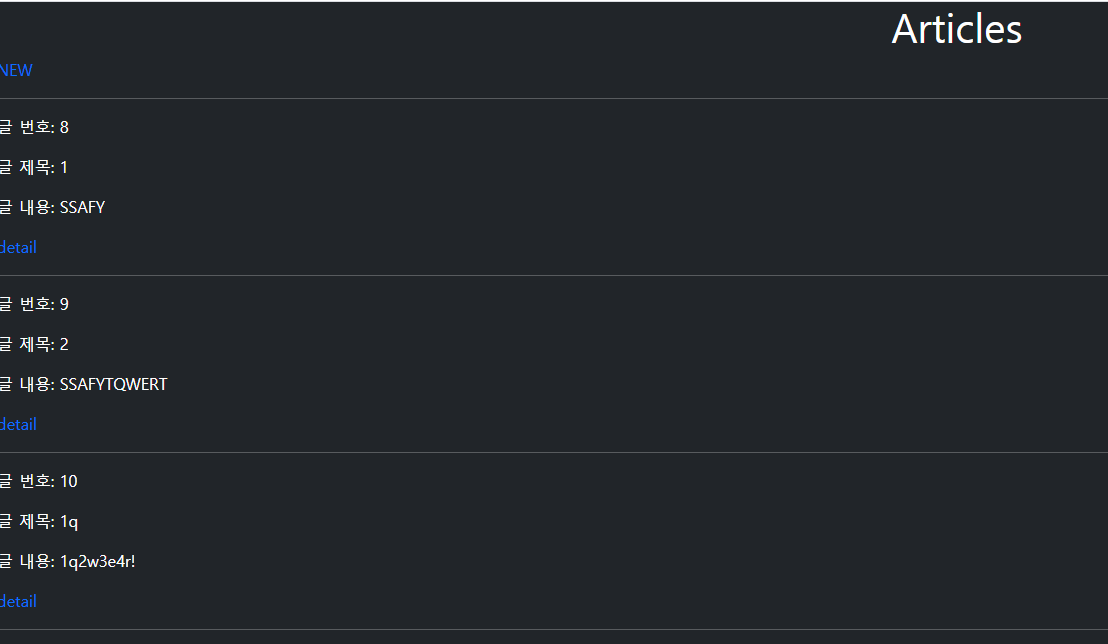 Articles
NEW
글 번호: 8
글 제목: 1
글 내용: SSAFY
detail
글 번호: 9
글 제목: 2
글 내용: SSAFYTQWERT
detail
글 번호: 10
글 제목: 1q
글 내용: 1q2w3e4r!
detail